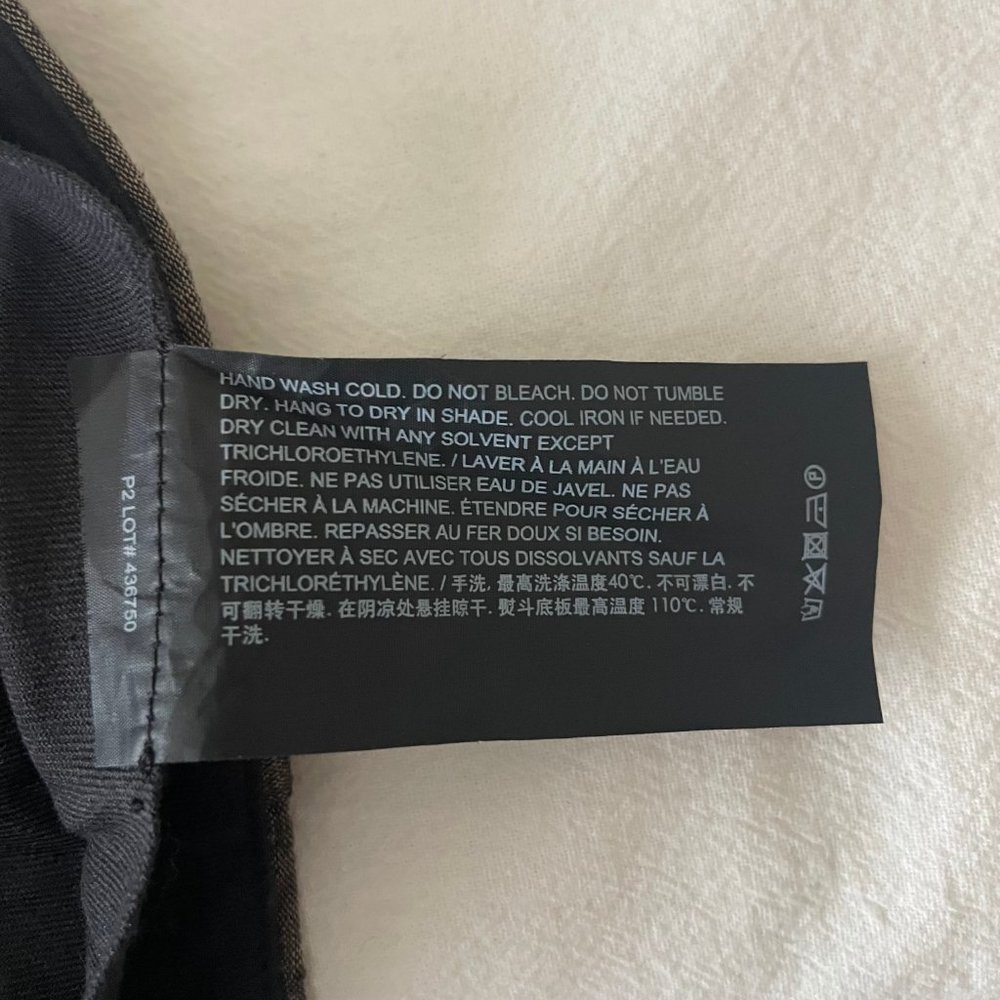 HAND WASH COLD. DO NOT BLEACH. DO NOT TUMBLE
DRY. HANG TO DRY IN SHADE. COOL IRON IF NEEDED.
DRY CLEAN WITH ANY SOLVENT EXCEPT
TRICHLOROETHYLENE. / LAVER À LA MAIN À L'EAU
FROIDE. NE PAS UTILISER EAU DE JAVEL. NE PAS
SÉCHER À LA MACHINE. ÉTENDRE POUR SÉCHER À
L'OMBRE. REPASSER AU FER DOUX SI BESOIN.
NETTOYER À SEC AVEC TOUS DISSOLVANTS SAUF LA
TRICHLORÉTHYLÈNE. / 手洗. 最高洗涤温度40℃. 不可漂白. 不
可翻转干燥. 在阴凉处悬挂晾干. 熨斗底板最高温度 110℃. 常规
干洗.
P2 LOT# 436750
P